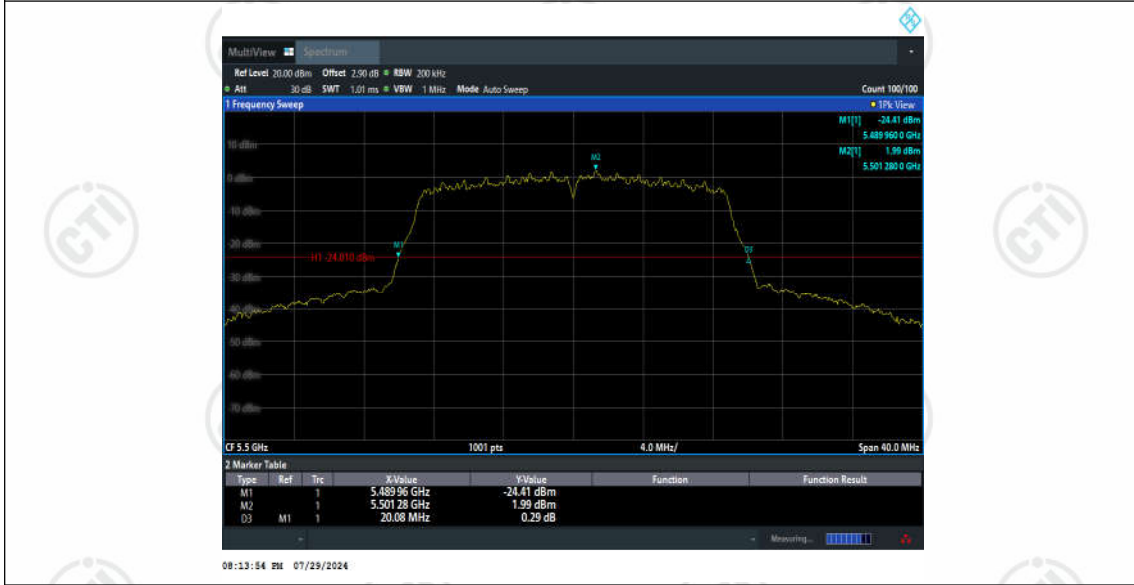 MultiView Spectrum
Ref Level 20.00 dBm Offset 2.90 dB RBW 200 kHz
Att 30 dB SWT 1.01 ms VBW 1 MHz Mode Auto Sweep Count 100/100
1 Frequency Sweep 1Pk View
M1[1] -24.41 dBm
5.489 960 0 GHz
M2[1] 1.99 dBm
5.501 280 0 GHz
10 dBm
M2
0 dBm
-10 dBm
-20 dBm
M1
D3
H1 -24.010 dBm
-30 dBm
-40 dBm
-50 dBm
-60 dBm
-70 dBm
CF 5.5 GHz 1001 pts 4.0 MHz/ Span 40.0 MHz
2 Marker Table
Type Ref Trc X-Value Y-Value Function Function Result
M1 1 5.489 96 GHz -24.41 dBm
M2 1 5.501 28 GHz 1.99 dBm
D3 M1 1 20.08 MHz 0.29 dB
Measuring...
08:13:54 PM 07/29/2024
CTI
CTI